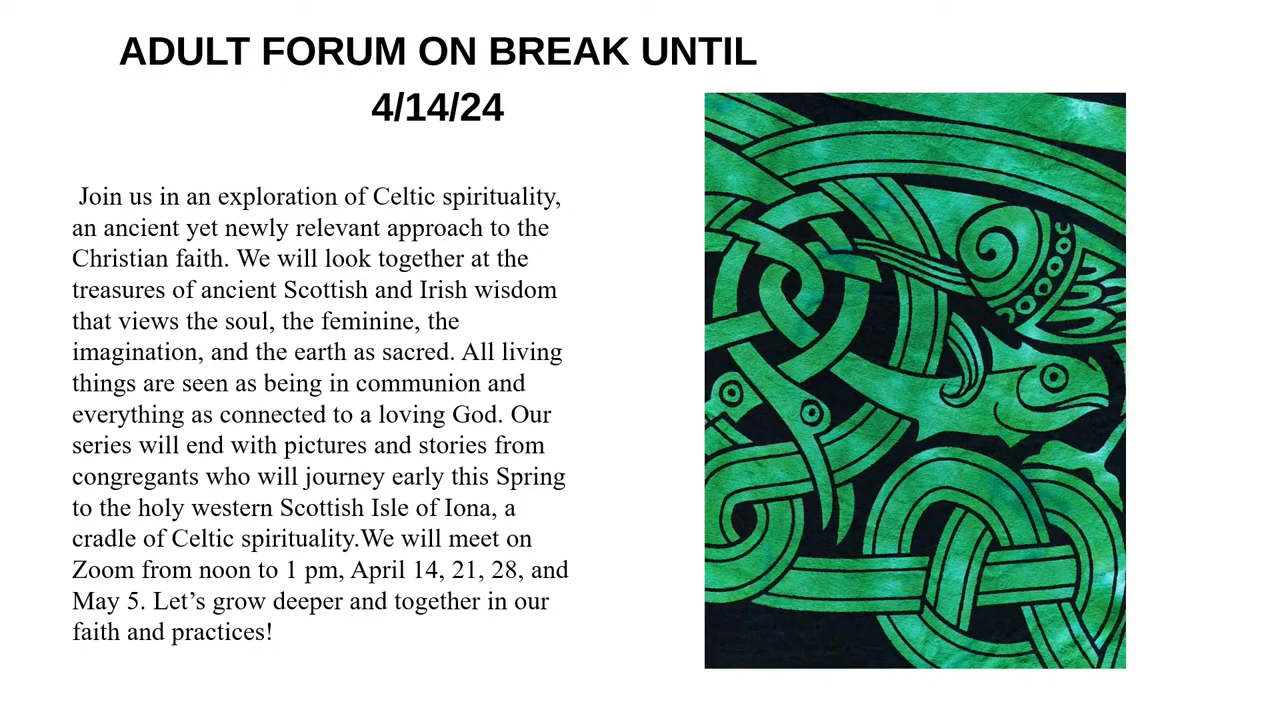 ADULT FORUM ON BREAK UNTIL
4/14/24
Join us in an exploration of Celtic spirituality,
an ancient yet newly relevant approach to the
Christian faith. We will look together at the
treasures of ancient Scottish and Irish wisdom
that views the soul, the feminine, the
imagination, and the earth as sacred. All living
things are seen as being in communion and
everything as connected to a loving God. Our
series will end with pictures and stories from
congregants who will journey early this Spring
to the holy western Scottish Isle of Iona, a
cradle of Celtic spirituality.We will meet on
Zoom from noon to 1 pm, April 14, 21, 28, and
May 5. Let’s grow deeper and together in our
faith and practices!